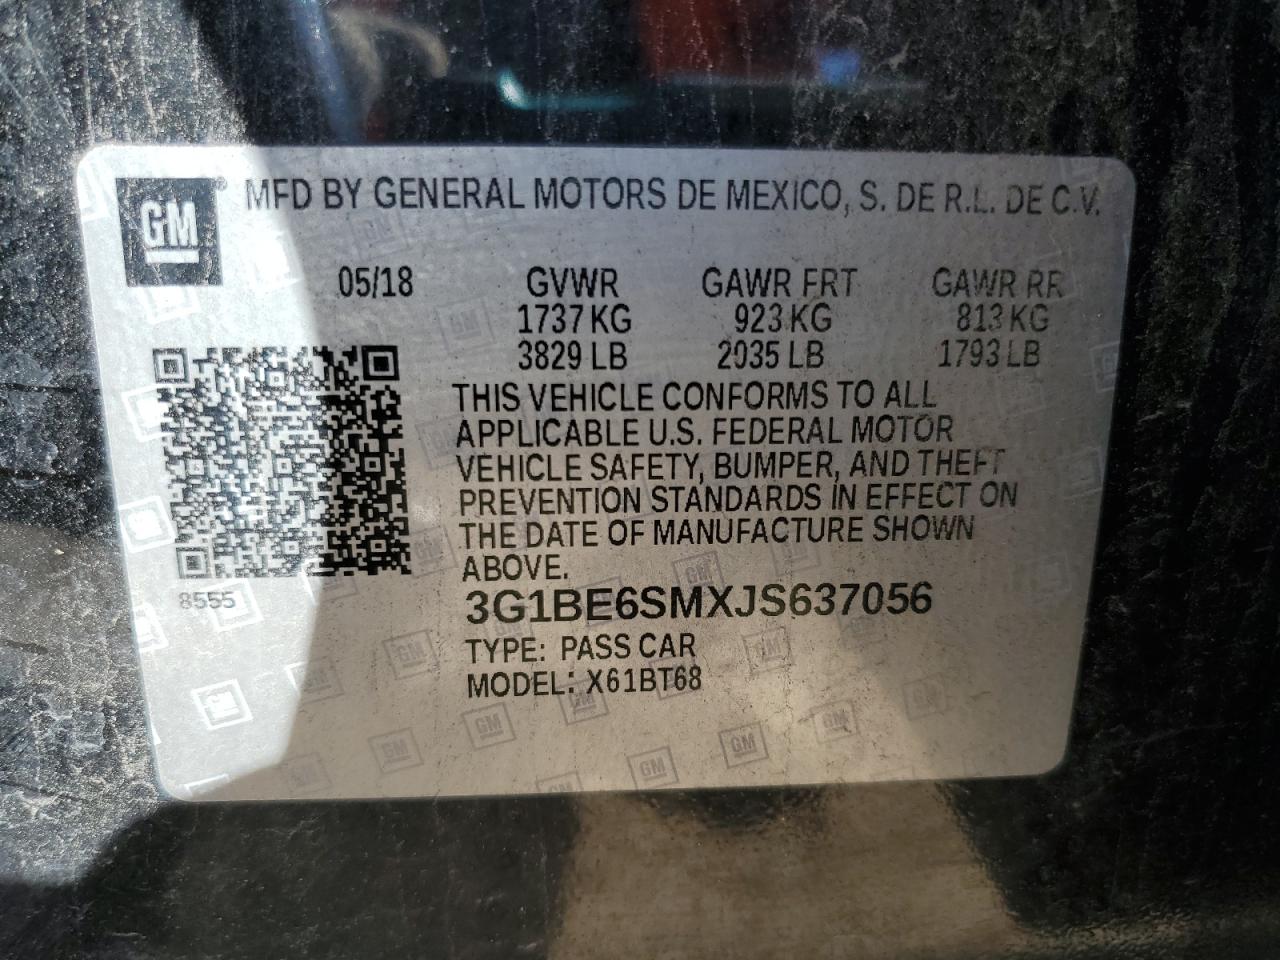 GM® MFD BY GENERAL MOTORS DE MEXICO, S. DE R.L. DE C.V.
05/18 GVWR GAWR FRT GAWR RR
1737 KG 923 KG 813 KG
3829 LB 2035 LB 1793 LB
THIS VEHICLE CONFORMS TO ALL
APPLICABLE U.S. FEDERAL MOTOR
VEHICLE SAFETY, BUMPER, AND THEFT
PREVENTION STANDARDS IN EFFECT ON
THE DATE OF MANUFACTURE SHOWN
ABOVE.
8555
3G1BE6SMXJS637056
TYPE: PASS CAR
MODEL: X61BT68